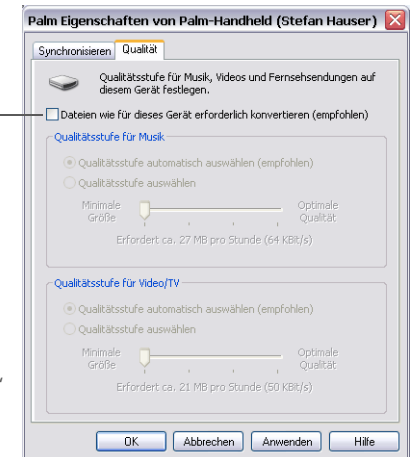 Palm Eigenschaften von Palm-Handheld (Stefan Hauser)
Synchronisieren Qualität
Qualitätsstufe für Musik, Videos und Fernsehsendungen auf
diesem Gerät festlegen.
Dateien wie für dieses Gerät erforderlich konvertieren (empfohlen)
Qualitätsstufe für Musik
Qualitätsstufe automatisch auswählen (empfohlen)
Qualitätsstufe auswählen
Minimale Optimale
Größe Qualität
Erfordert ca. 27 MB pro Stunde (64 KBit/s)
Qualitätsstufe für Video/TV
Qualitätsstufe automatisch auswählen (empfohlen)
Qualitätsstufe auswählen
Minimale Optimale
Größe Qualität
Erfordert ca. 21 MB pro Stunde (50 KBit/s)
OK Abbrechen Anwenden Hilfe